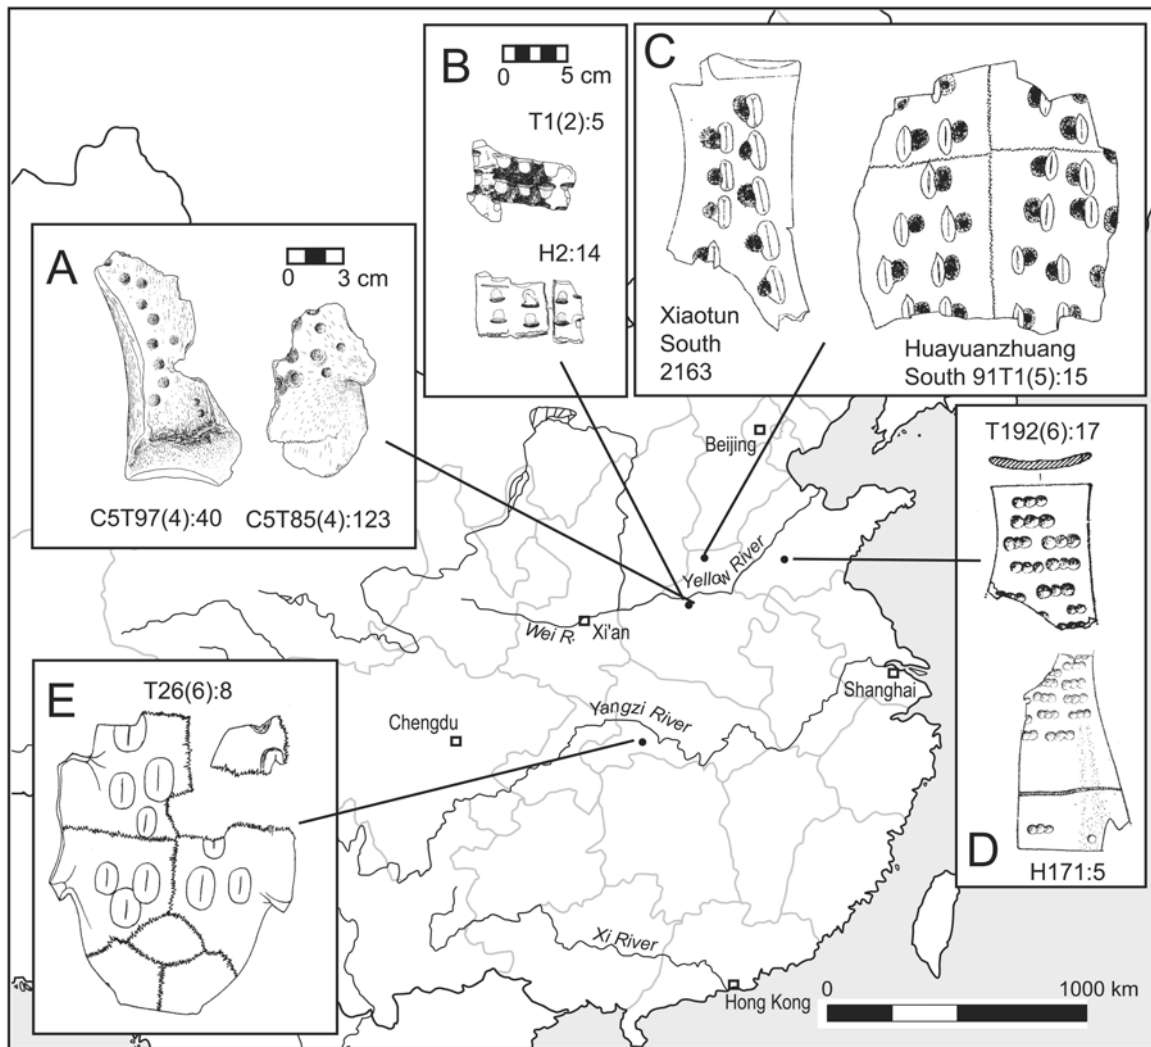 A
0 3 cm
C5T97(4):40 C5T85(4):123
B
0 5 cm
T1(2):5
H2:14
C
Xiaotun
South
2163
Huayuanzhuang
South 91T1(5):15
T192(6):17
D
H171:5
E
T26(6):8
Beijing
Yellow River
Wei R.
Xi'an
Shanghai
Chengdu
Yangzi River
Xi River
Hong Kong
0 1000 km